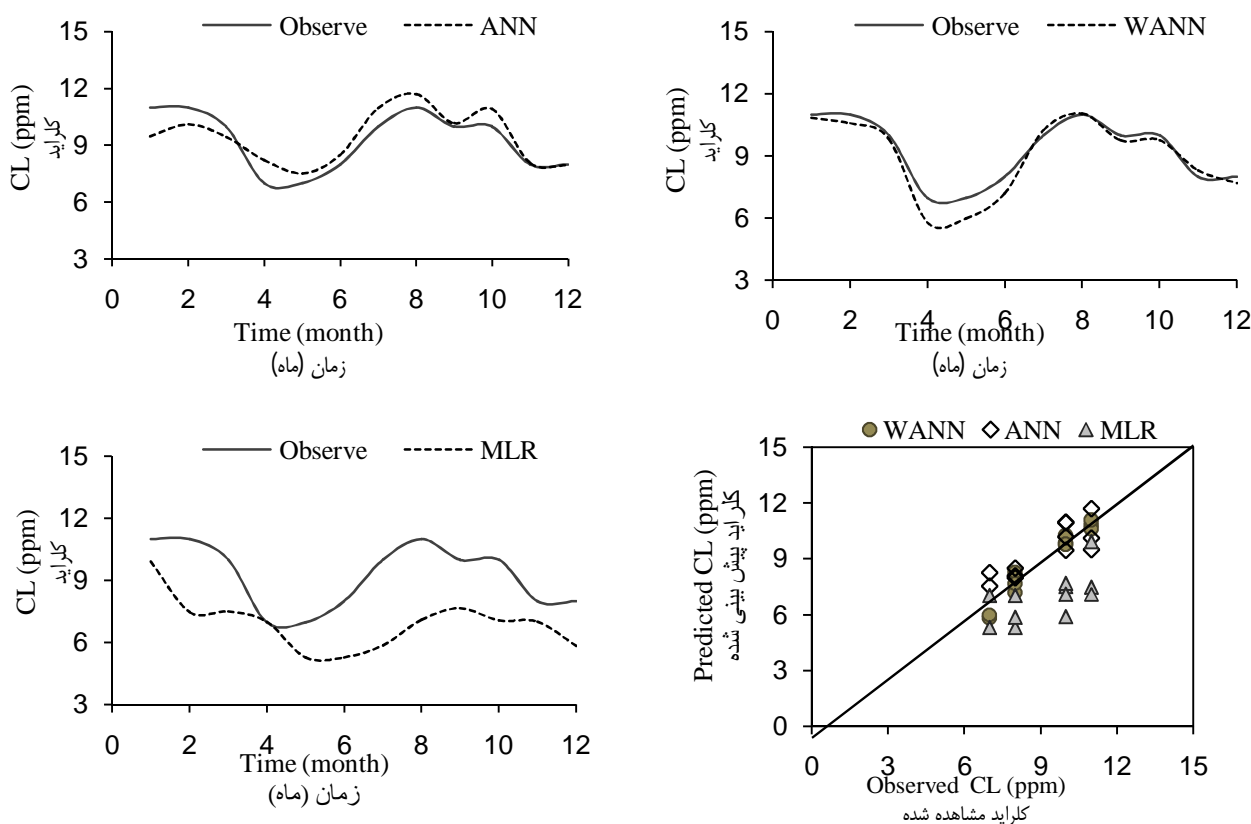 Observe ANN
15
12
9
6
3
CL (ppm)
کلراید
0 2 4 6 8 10 12
Time (month)
زمان (ماه)
Observe WANN
15
12
9
6
3
CL (ppm)
کلراید
0 2 4 6 8 10 12
Time (month)
زمان (ماه)
Observe MLR
15
12
9
6
3
CL (ppm)
کلراید
0 2 4 6 8 10 12
Time (month)
زمان (ماه)
WANN ANN MLR
15
12
9
6
3
0
Predicted CL (ppm)
کلراید پیش بینی شده
0 3 6 9 12 15
Observed CL (ppm)
کلراید مشاهده شده